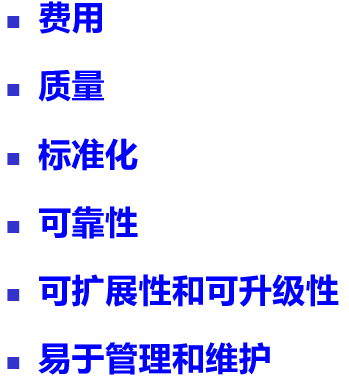 ▪ 费用
▪ 质量
▪ 标准化
▪ 可靠性
▪ 可扩展性和可升级性
▪ 易于管理和维护